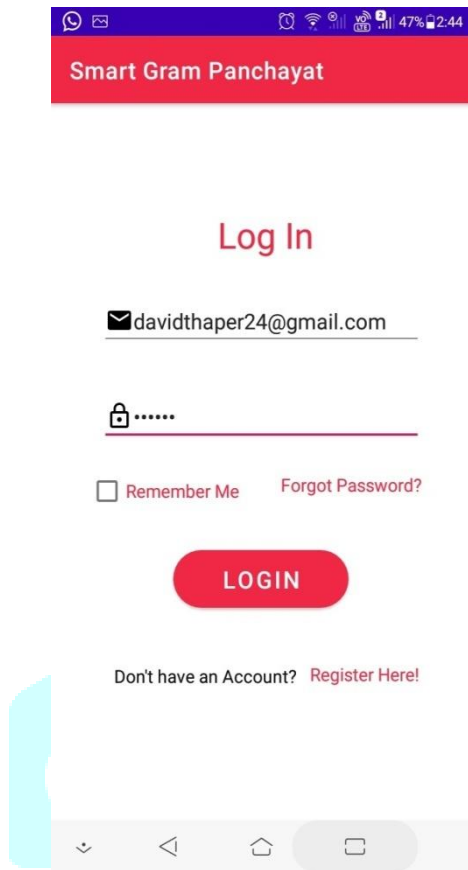 47% 2:44
Smart Gram Panchayat
Log In
davidthaper24@gmail.com
••••••
Remember Me Forgot Password?
LOGIN
Don't have an Account? Register Here!